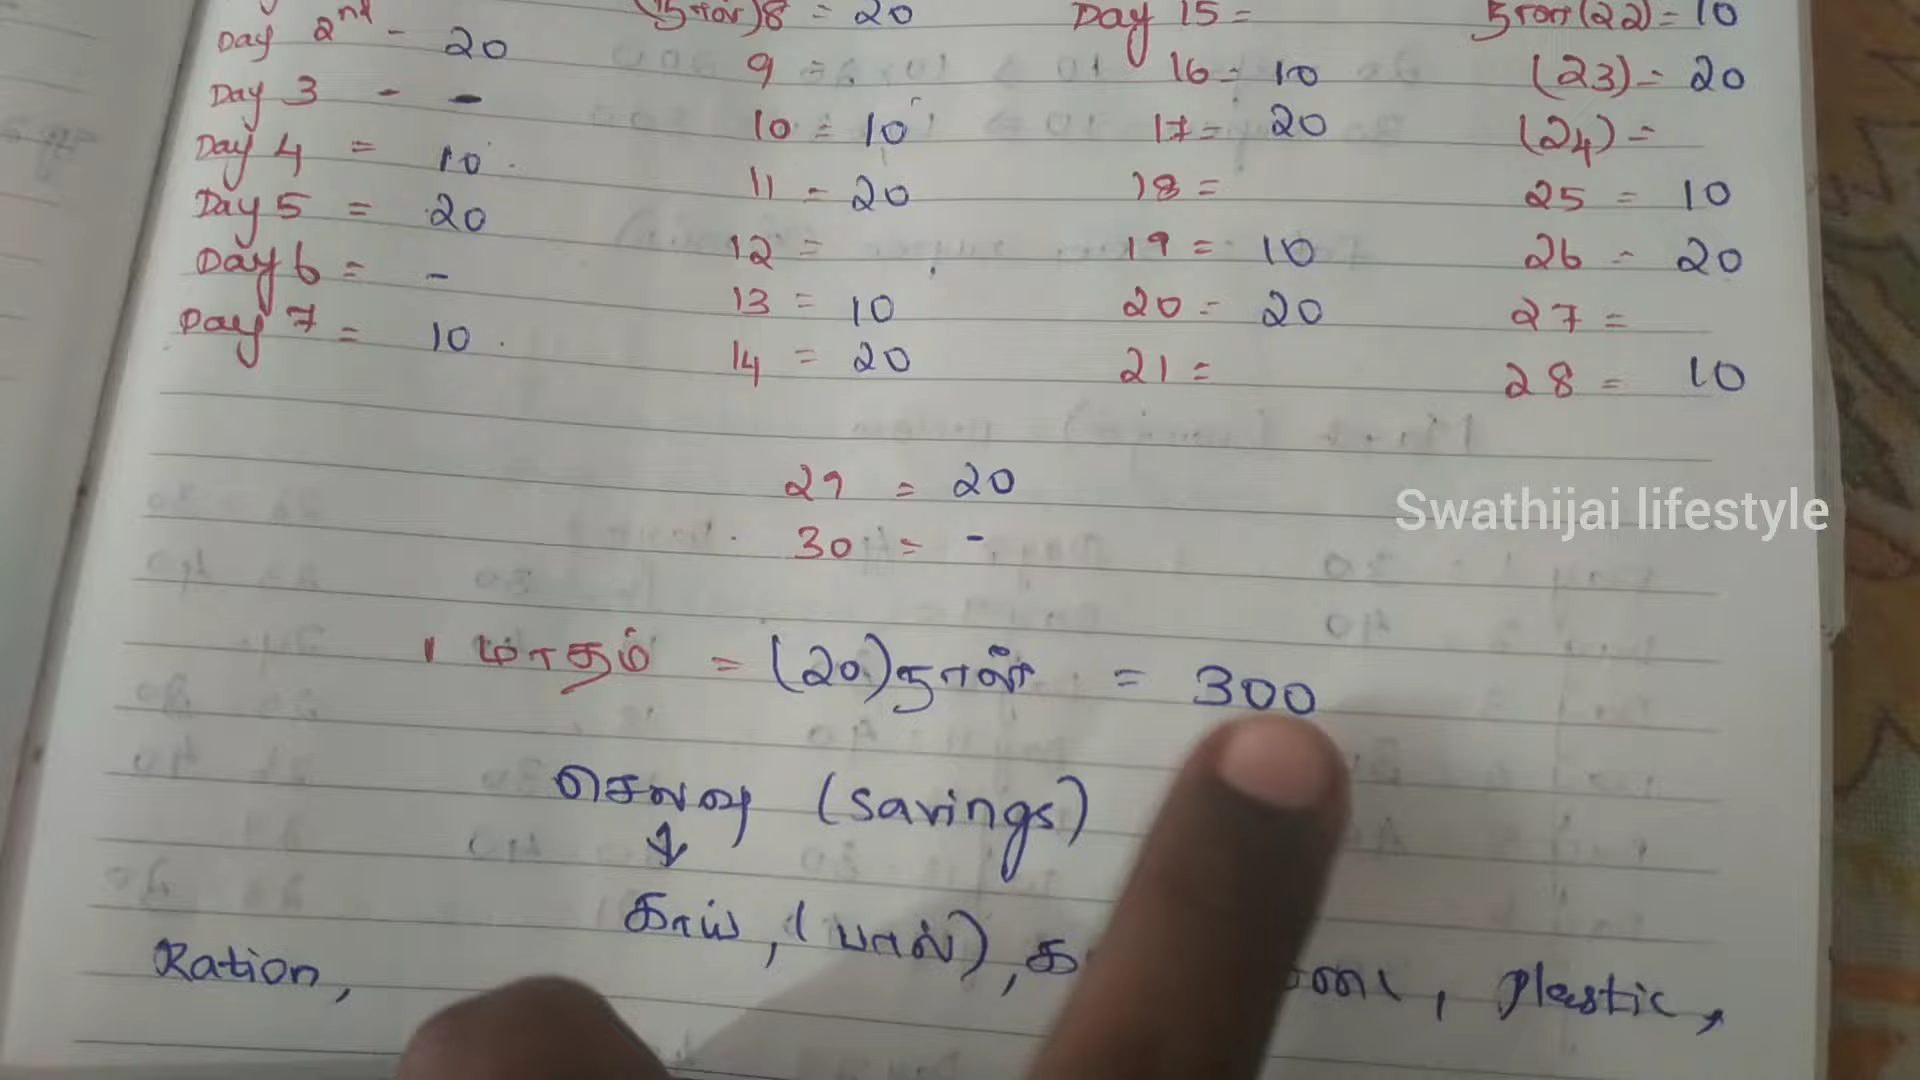 Day 2nd - 20
Day 3 - -
Day 4 = 10.
Day 5 = 20
Day 6 = -
Day 7 = 10.
(நாள்) 8 = 20
9 =
10 = 10
11 = 20
12 =
13 = 10
14 = 20
Day 15 =
16 = 10
17 = 20
18 =
19 = 10
20 = 20
21 =
நாள் (22) = 10
(23) = 20
(24) =
25 = 10
26 = 20
27 =
28 = 10
29 = 20
30 = -
Swathijai lifestyle
1 மாதம் = (20) நாள் = 300
செலவு (savings)
↓
காய், (பால்), plastic,
Ration,